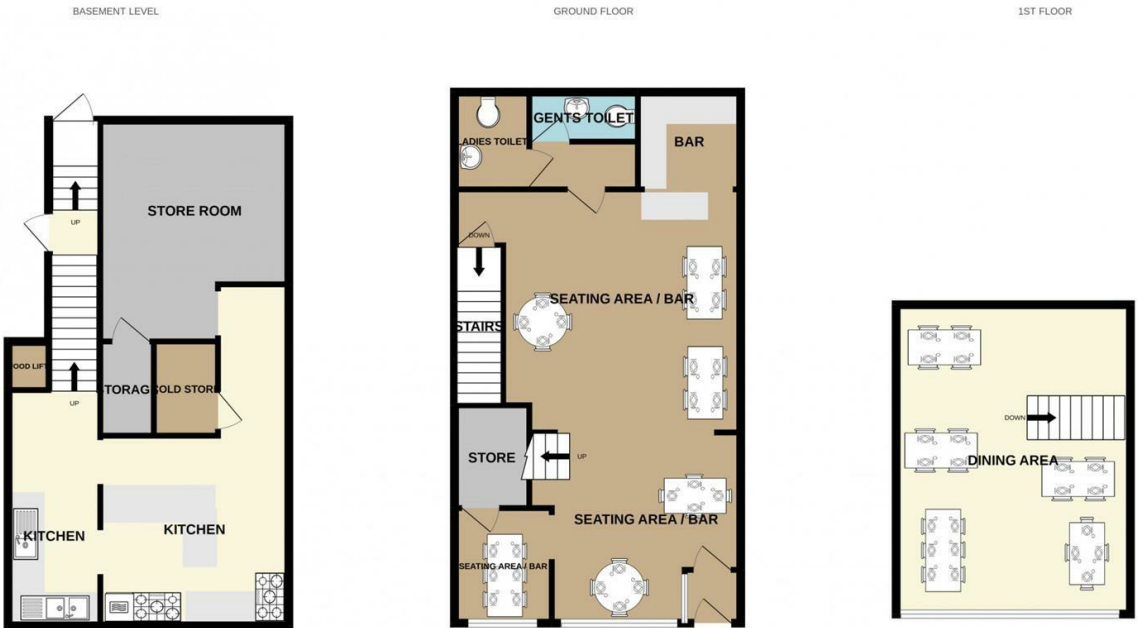 BASEMENT LEVEL
GROUND FLOOR
1ST FLOOR
UP
STORE ROOM
OOD LIFT
UP
STORAG
OLD STOR
KITCHEN
KITCHEN
ADIES TOILET
GENTS TOILET
BAR
DOWN
SEATING AREA / BAR
STAIRS
STORE
UP
SEATING AREA / BAR
SEATING AREA / BAR
DOWN
DINING AREA